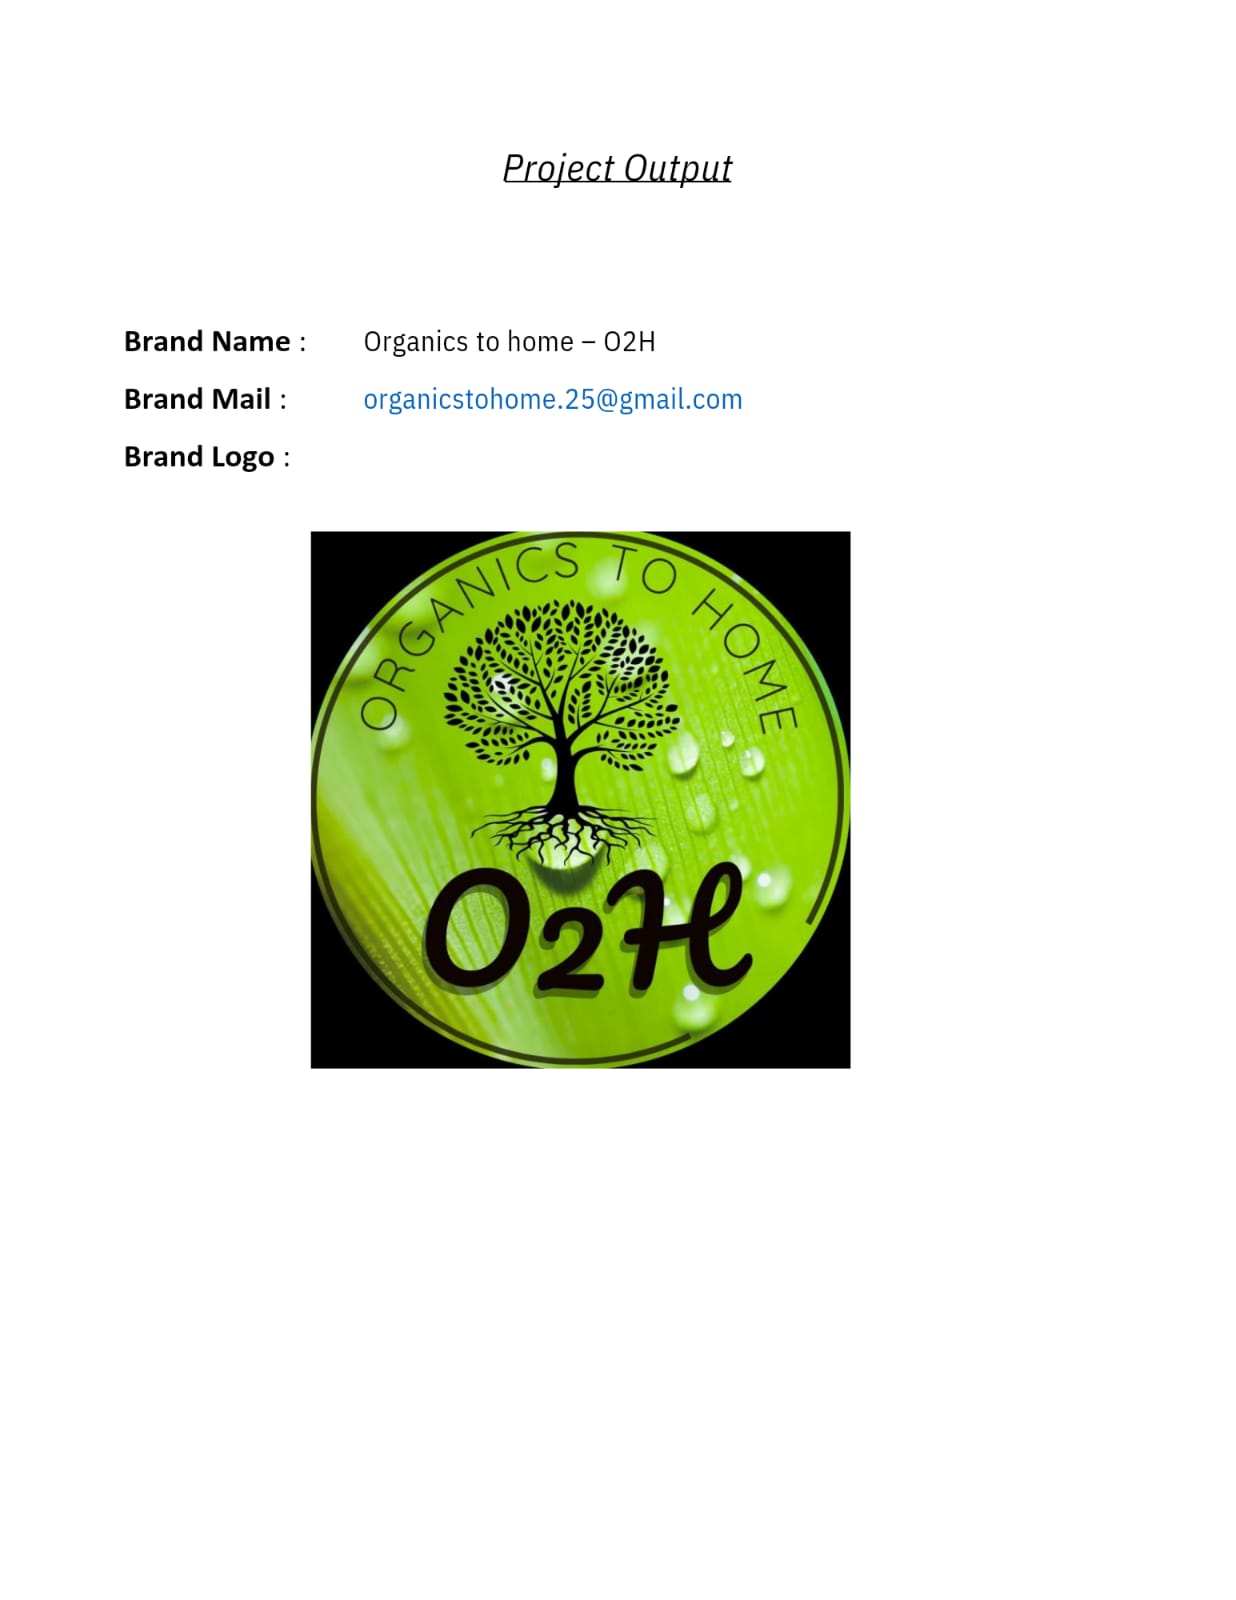 Project Output
Brand Name : Organics to home – O2H
Brand Mail : organicstohome.25@gmail.com
Brand Logo :
ORGANICS TO HOME
O2H